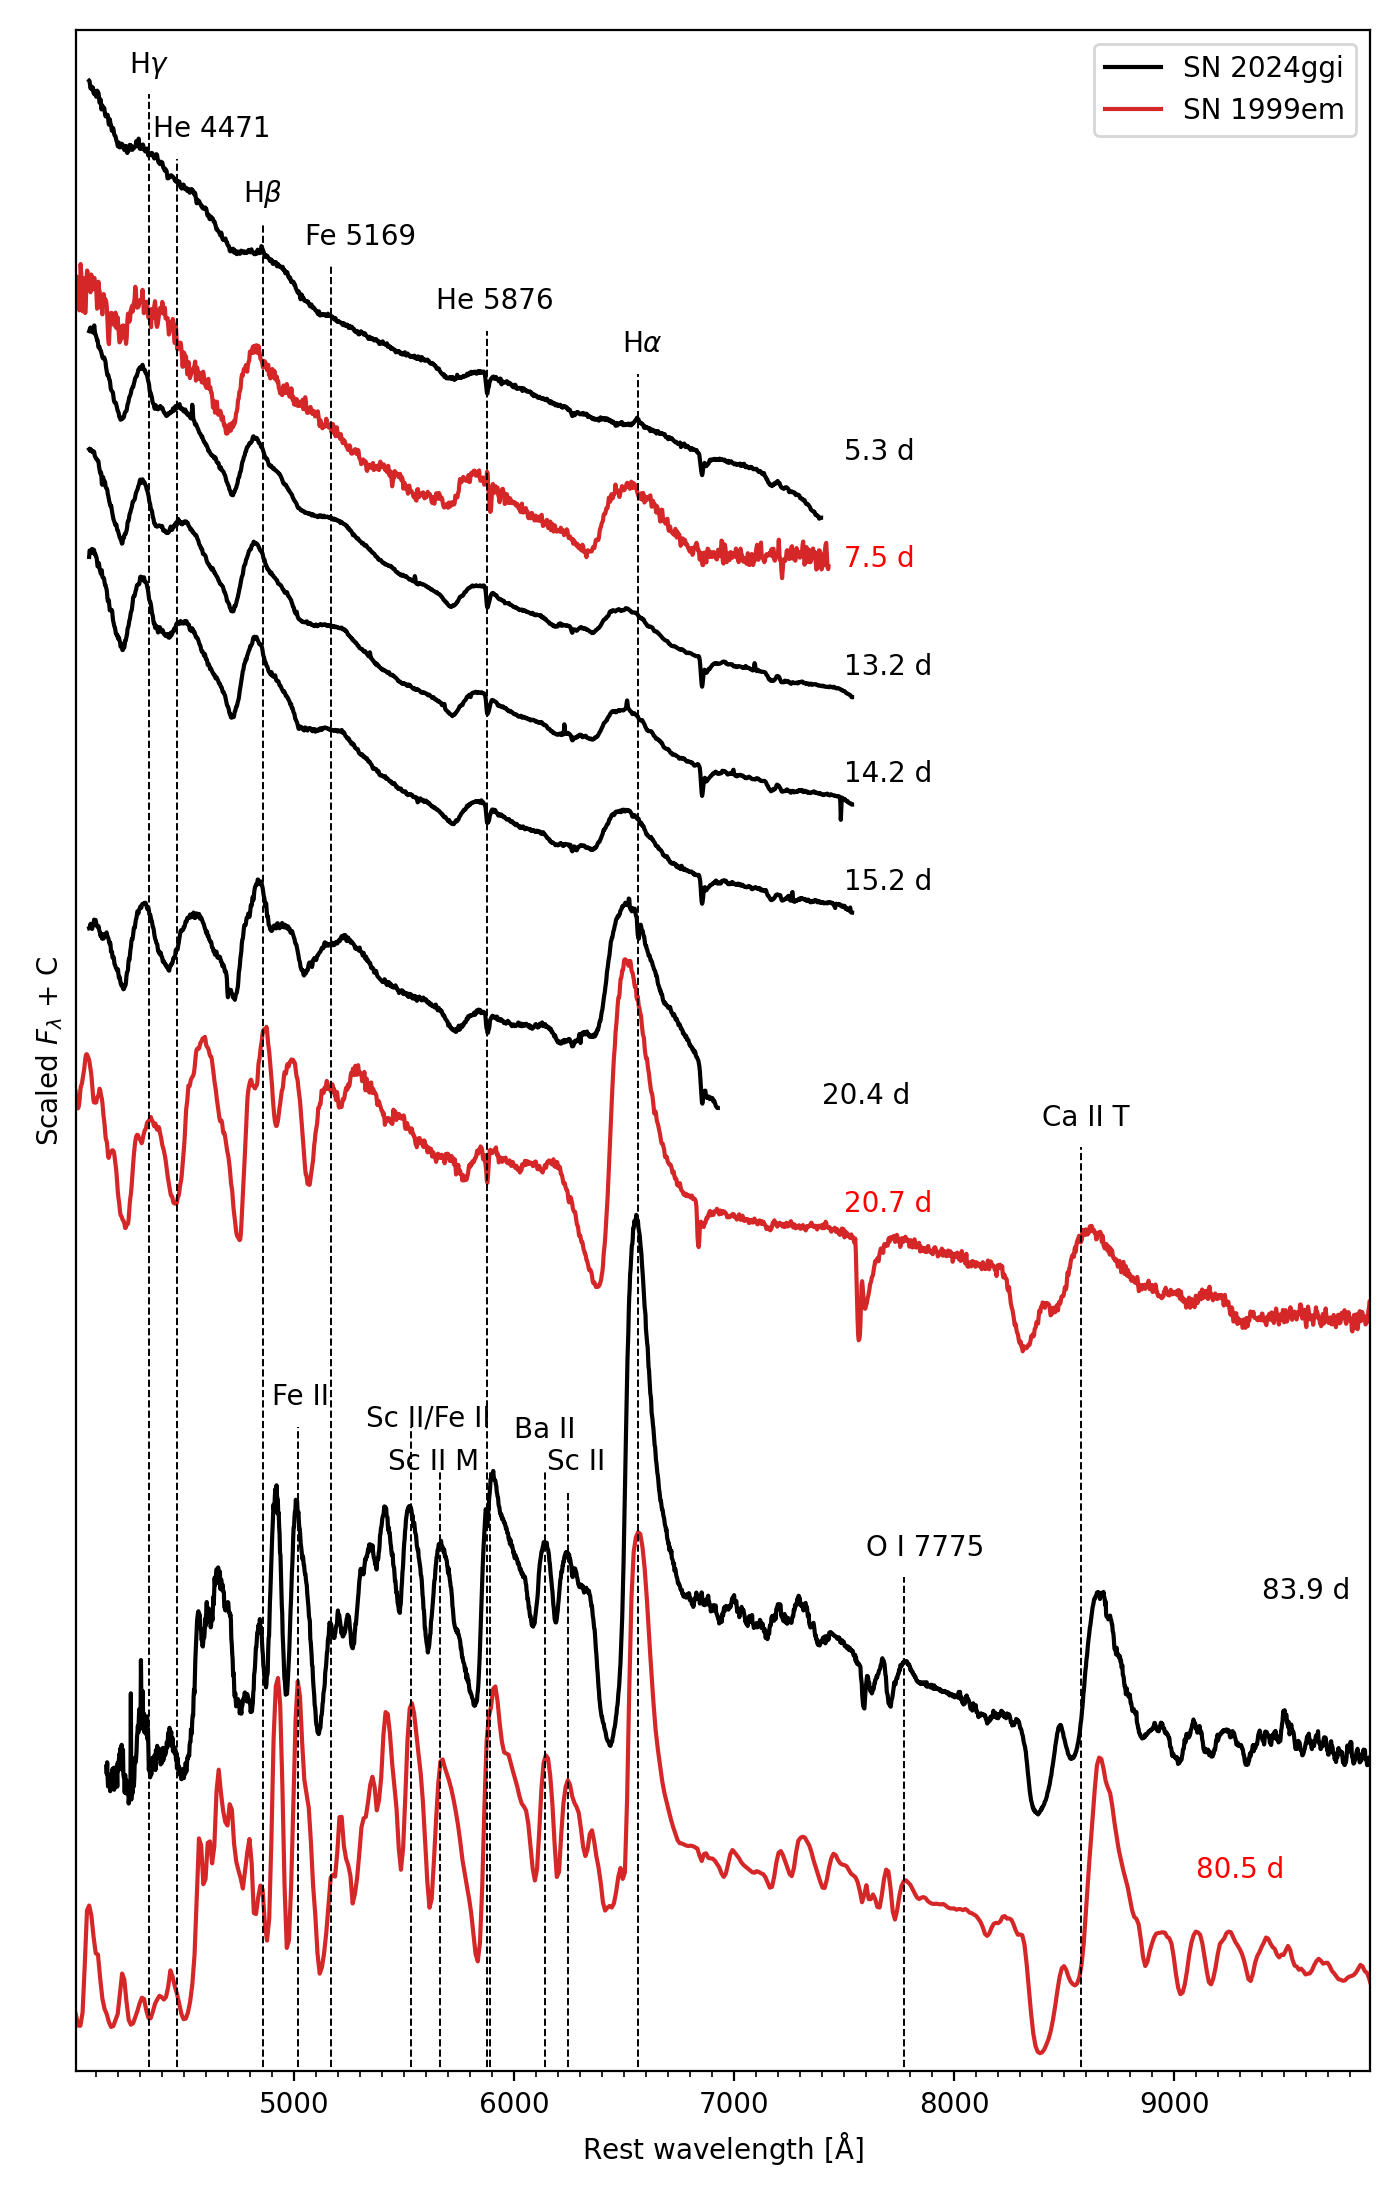 Hγ
SN 2024ggi
SN 1999em
He 4471
Hβ
Fe 5169
He 5876
Hα
5.3 d
7.5 d
13.2 d
14.2 d
15.2 d
20.4 d
Ca II T
20.7 d
Fe II
Sc II/Fe II
Ba II
Sc II M
Sc II
O I 7775
83.9 d
80.5 d
Scaled Fλ + C
5000 6000 7000 8000 9000
Rest wavelength [Å]